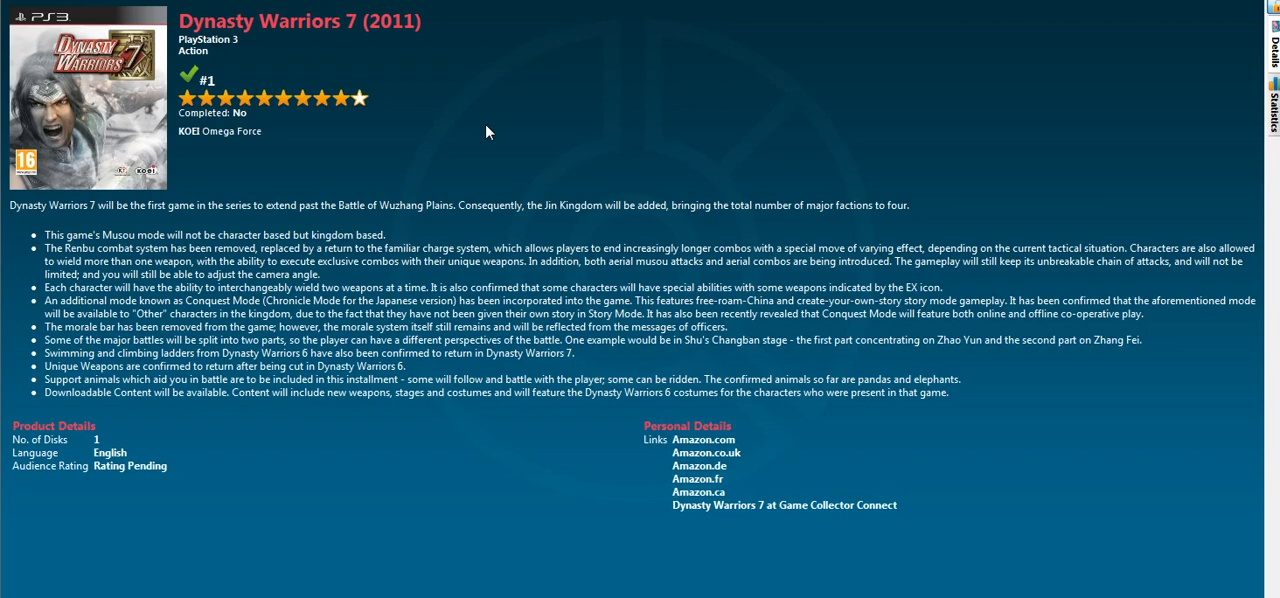 PS3
DYNASTY
WARRIORS 7
16
KOEI
Dynasty Warriors 7 (2011)
PlayStation 3
Action
#1
Completed: No
KOEI Omega Force
Dynasty Warriors 7 will be the first game in the series to extend past the Battle of Wuzhang Plains. Consequently, the Jin Kingdom will be added, bringing the total number of major factions to four.
This game's Musou mode will not be character based but kingdom based.
The Renbu combat system has been removed, replaced by a return to the familiar charge system, which allows players to end increasingly longer combos with a special move of varying effect, depending on the current tactical situation. Characters are also allowed
to wield more than one weapon, with the ability to execute exclusive combos with their unique weapons. In addition, both aerial musou attacks and aerial combos are being introduced. The gameplay will still keep its unbreakable chain of attacks, and will not be
limited; and you will still be able to adjust the camera angle.
Each character will have the ability to interchangeably wield two weapons at a time. It is also confirmed that some characters will have special abilities with some weapons indicated by the EX icon.
An additional mode known as Conquest Mode (Chronicle Mode for the Japanese version) has been incorporated into the game. This features free-roam-China and create-your-own-story story mode gameplay. It has been confirmed that the aforementioned mode
will be available to "Other" characters in the kingdom, due to the fact that they have not been given their own story in Story Mode. It has also been recently revealed that Conquest Mode will feature both online and offline co-operative play.
The morale bar has been removed from the game; however, the morale system itself still remains and will be reflected from the messages of officers.
Some of the major battles will be split into two parts, so the player can have a different perspectives of the battle. One example would be in Shu's Changban stage - the first part concentrating on Zhao Yun and the second part on Zhang Fei.
Swimming and climbing ladders from Dynasty Warriors 6 have also been confirmed to return in Dynasty Warriors 7.
Unique Weapons are confirmed to return after being cut in Dynasty Warriors 6.
Support animals which aid you in battle are to be included in this installment - some will follow and battle with the player; some can be ridden. The confirmed animals so far are pandas and elephants.
Downloadable Content will be available. Content will include new weapons, stages and costumes and will feature the Dynasty Warriors 6 costumes for the characters who were present in that game.
Product Details
No. of Disks 1
Language English
Audience Rating Rating Pending
Personal Details
Links Amazon.com
Amazon.co.uk
Amazon.de
Amazon.fr
Amazon.ca
Dynasty Warriors 7 at Game Collector Connect
Details
Statistics